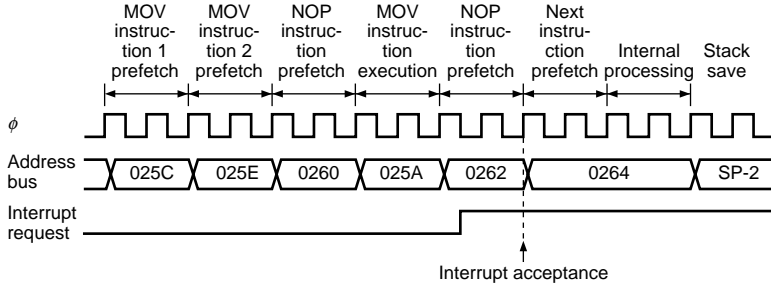 MOV instruc-tion 1 prefetch
MOV instruc-tion 2 prefetch
NOP instruc-tion prefetch
MOV instruc-tion execution
NOP instruc-tion prefetch
Next instru-ction prefetch
Internal processing
Stack save
φ
Address bus
025C 025E 0260 025A 0262 0264 SP-2
Interrupt request
Interrupt acceptance